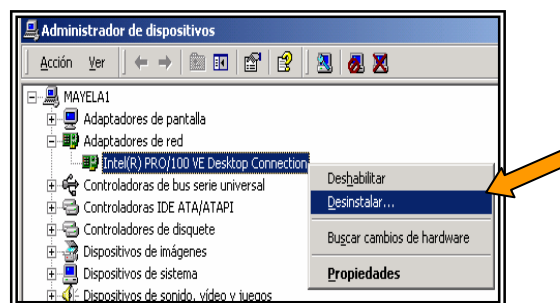 Administrador de dispositivos
Acción Ver
MAYELA1
Adaptadores de pantalla
Adaptadores de red
Intel(R) PRO/100 VE Desktop Connection
Controladoras de bus serie universal
Controladoras IDE ATA/ATAPI
Controladoras de disquete
Dispositivos de imágenes
Dispositivos de sistema
Dispositivos de sonido, vídeo y juegos
Deshabilitar
Desinstalar...
Buscar cambios de hardware
Propiedades